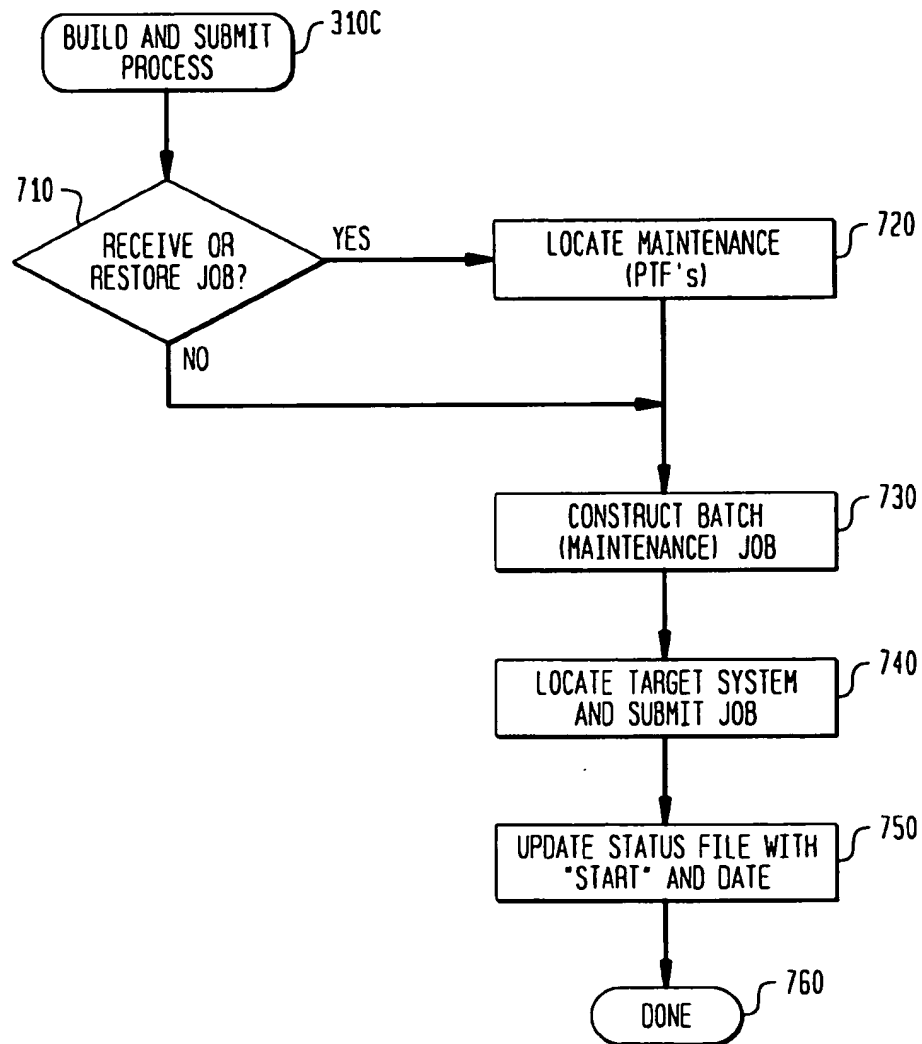 BUILD AND SUBMIT
PROCESS
310C
710
RECEIVE OR
RESTORE JOB?
YES
NO
LOCATE MAINTENANCE
(PTF's)
720
CONSTRUCT BATCH
(MAINTENANCE) JOB
730
LOCATE TARGET SYSTEM
AND SUBMIT JOB
740
UPDATE STATUS FILE WITH
"START" AND DATE
750
DONE
760